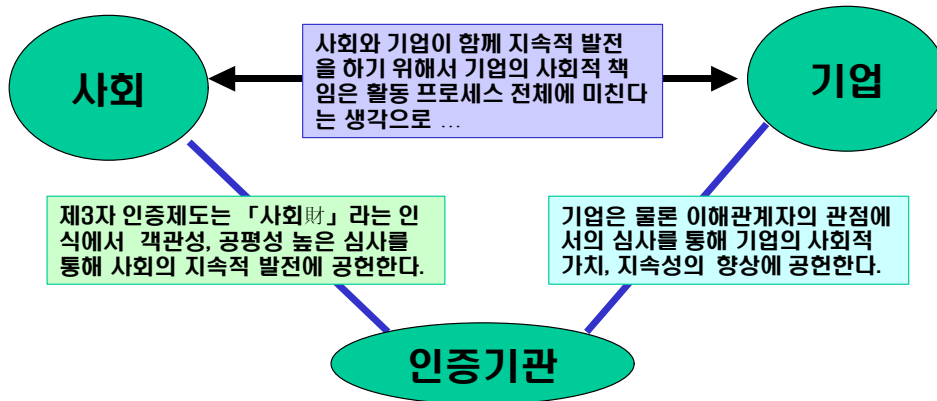 사회
사회와 기업이 함께 지속적 발전
을 하기 위해서 기업의 사회적 책
임은 활동 프로세스 전체에 미친다
는 생각으로 …
기업
제3자 인증제도는 「사회財」라는 인
식에서 객관성, 공평성 높은 심사를
통해 사회의 지속적 발전에 공헌한다.
기업은 물론 이해관계자의 관점에
서의 심사를 통해 기업의 사회적
가치, 지속성의 향상에 공헌한다.
인증기관